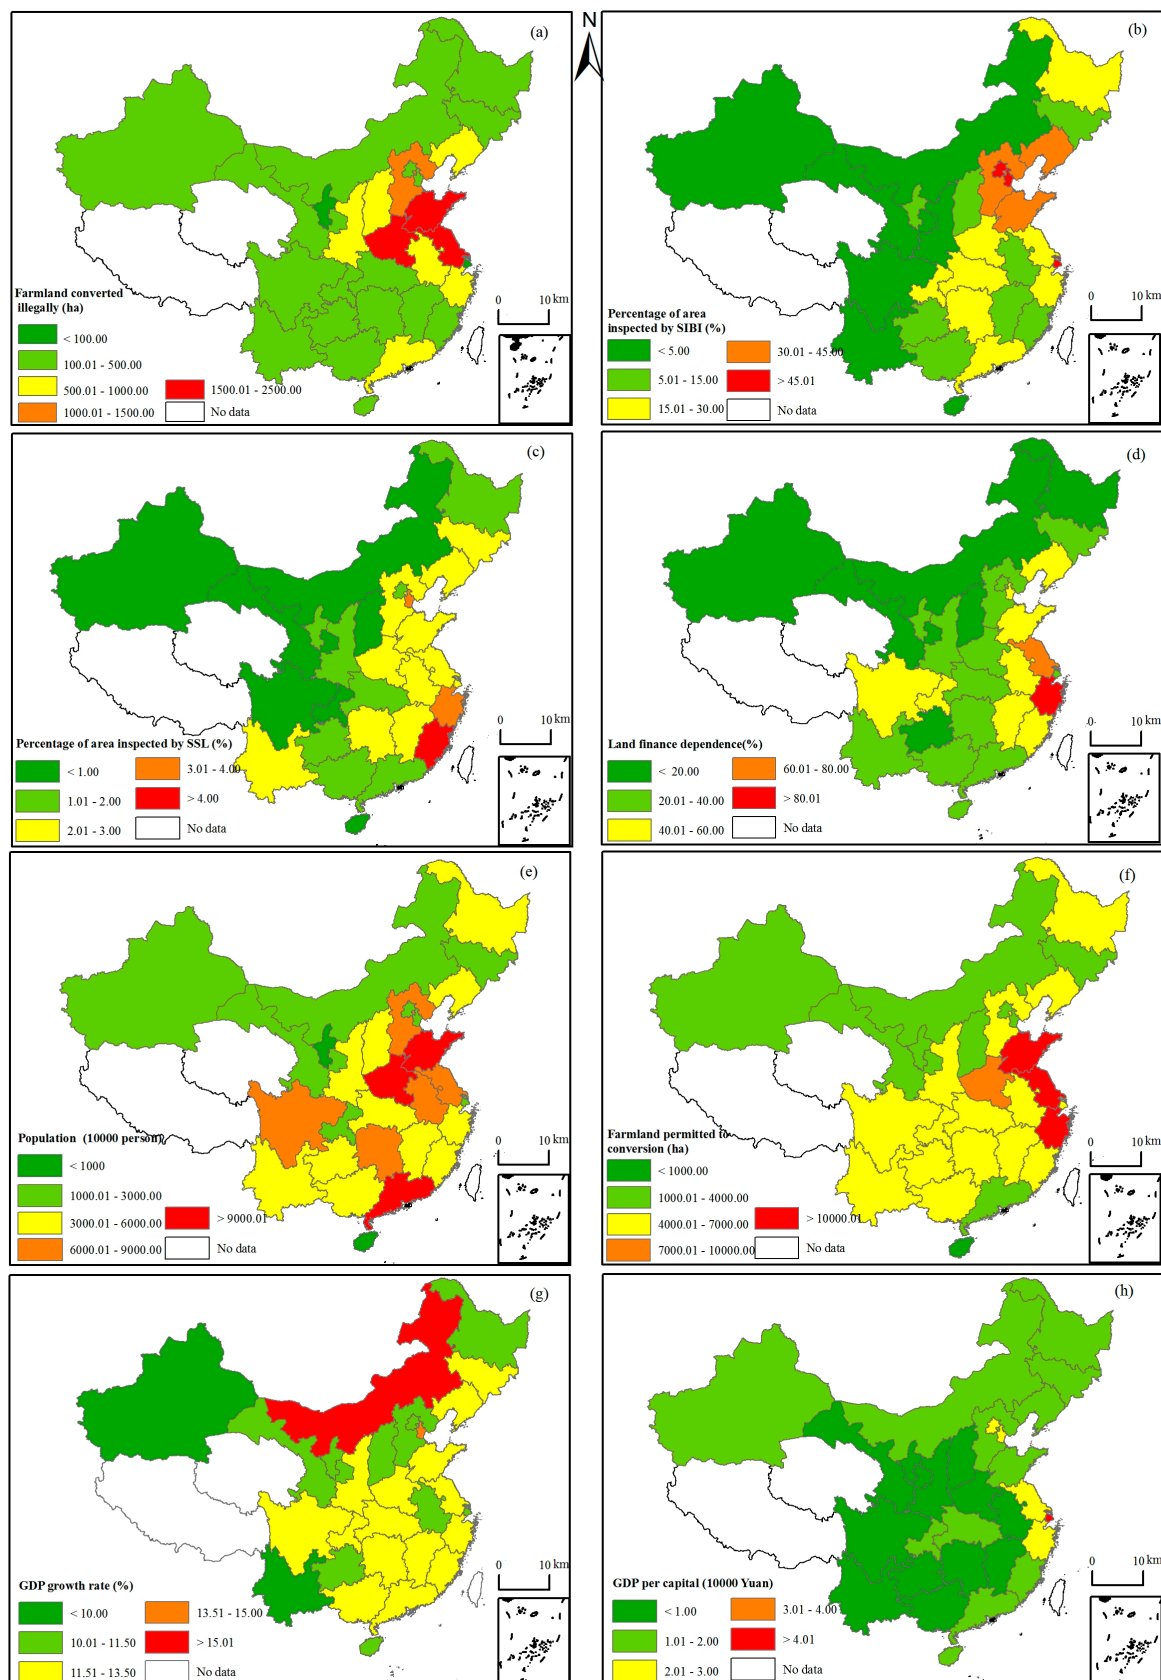 N
(a)
Farmland converted
illegally (ha)
< 100.00
100.01 - 500.00
500.01 - 1000.00
1000.01 - 1500.00
1500.01 - 2500.00
No data
0 10 km
(b)
Percentage of area
inspected by SIBI (%)
< 5.00
5.01 - 15.00
15.01 - 30.00
30.01 - 45.00
> 45.01
No data
0 10 km
(c)
Percentage of area inspected by SSL (%)
< 1.00
1.01 - 2.00
2.01 - 3.00
3.01 - 4.00
> 4.00
No data
0 10 km
(d)
Land finance dependence(%)
< 20.00
20.01 - 40.00
40.01 - 60.00
60.01 - 80.00
> 80.01
No data
0 10 km
(e)
Population (10000 person)
< 1000
1000.01 - 3000.00
3000.01 - 6000.00
6000.01 - 9000.00
> 9000.01
No data
0 10 km
(f)
Farmland permitted to
conversion (ha)
< 1000.00
1000.01 - 4000.00
4000.01 - 7000.00
7000.01 - 10000.00
> 10000.01
No data
0 10 km
(g)
GDP growth rate (%)
< 10.00
10.01 - 11.50
11.51 - 13.50
13.51 - 15.00
> 15.01
No data
0 10 km
(h)
GDP per capital (10000 Yuan)
< 1.00
1.01 - 2.00
2.01 - 3.00
3.01 - 4.00
> 4.01
No data
0 10 km